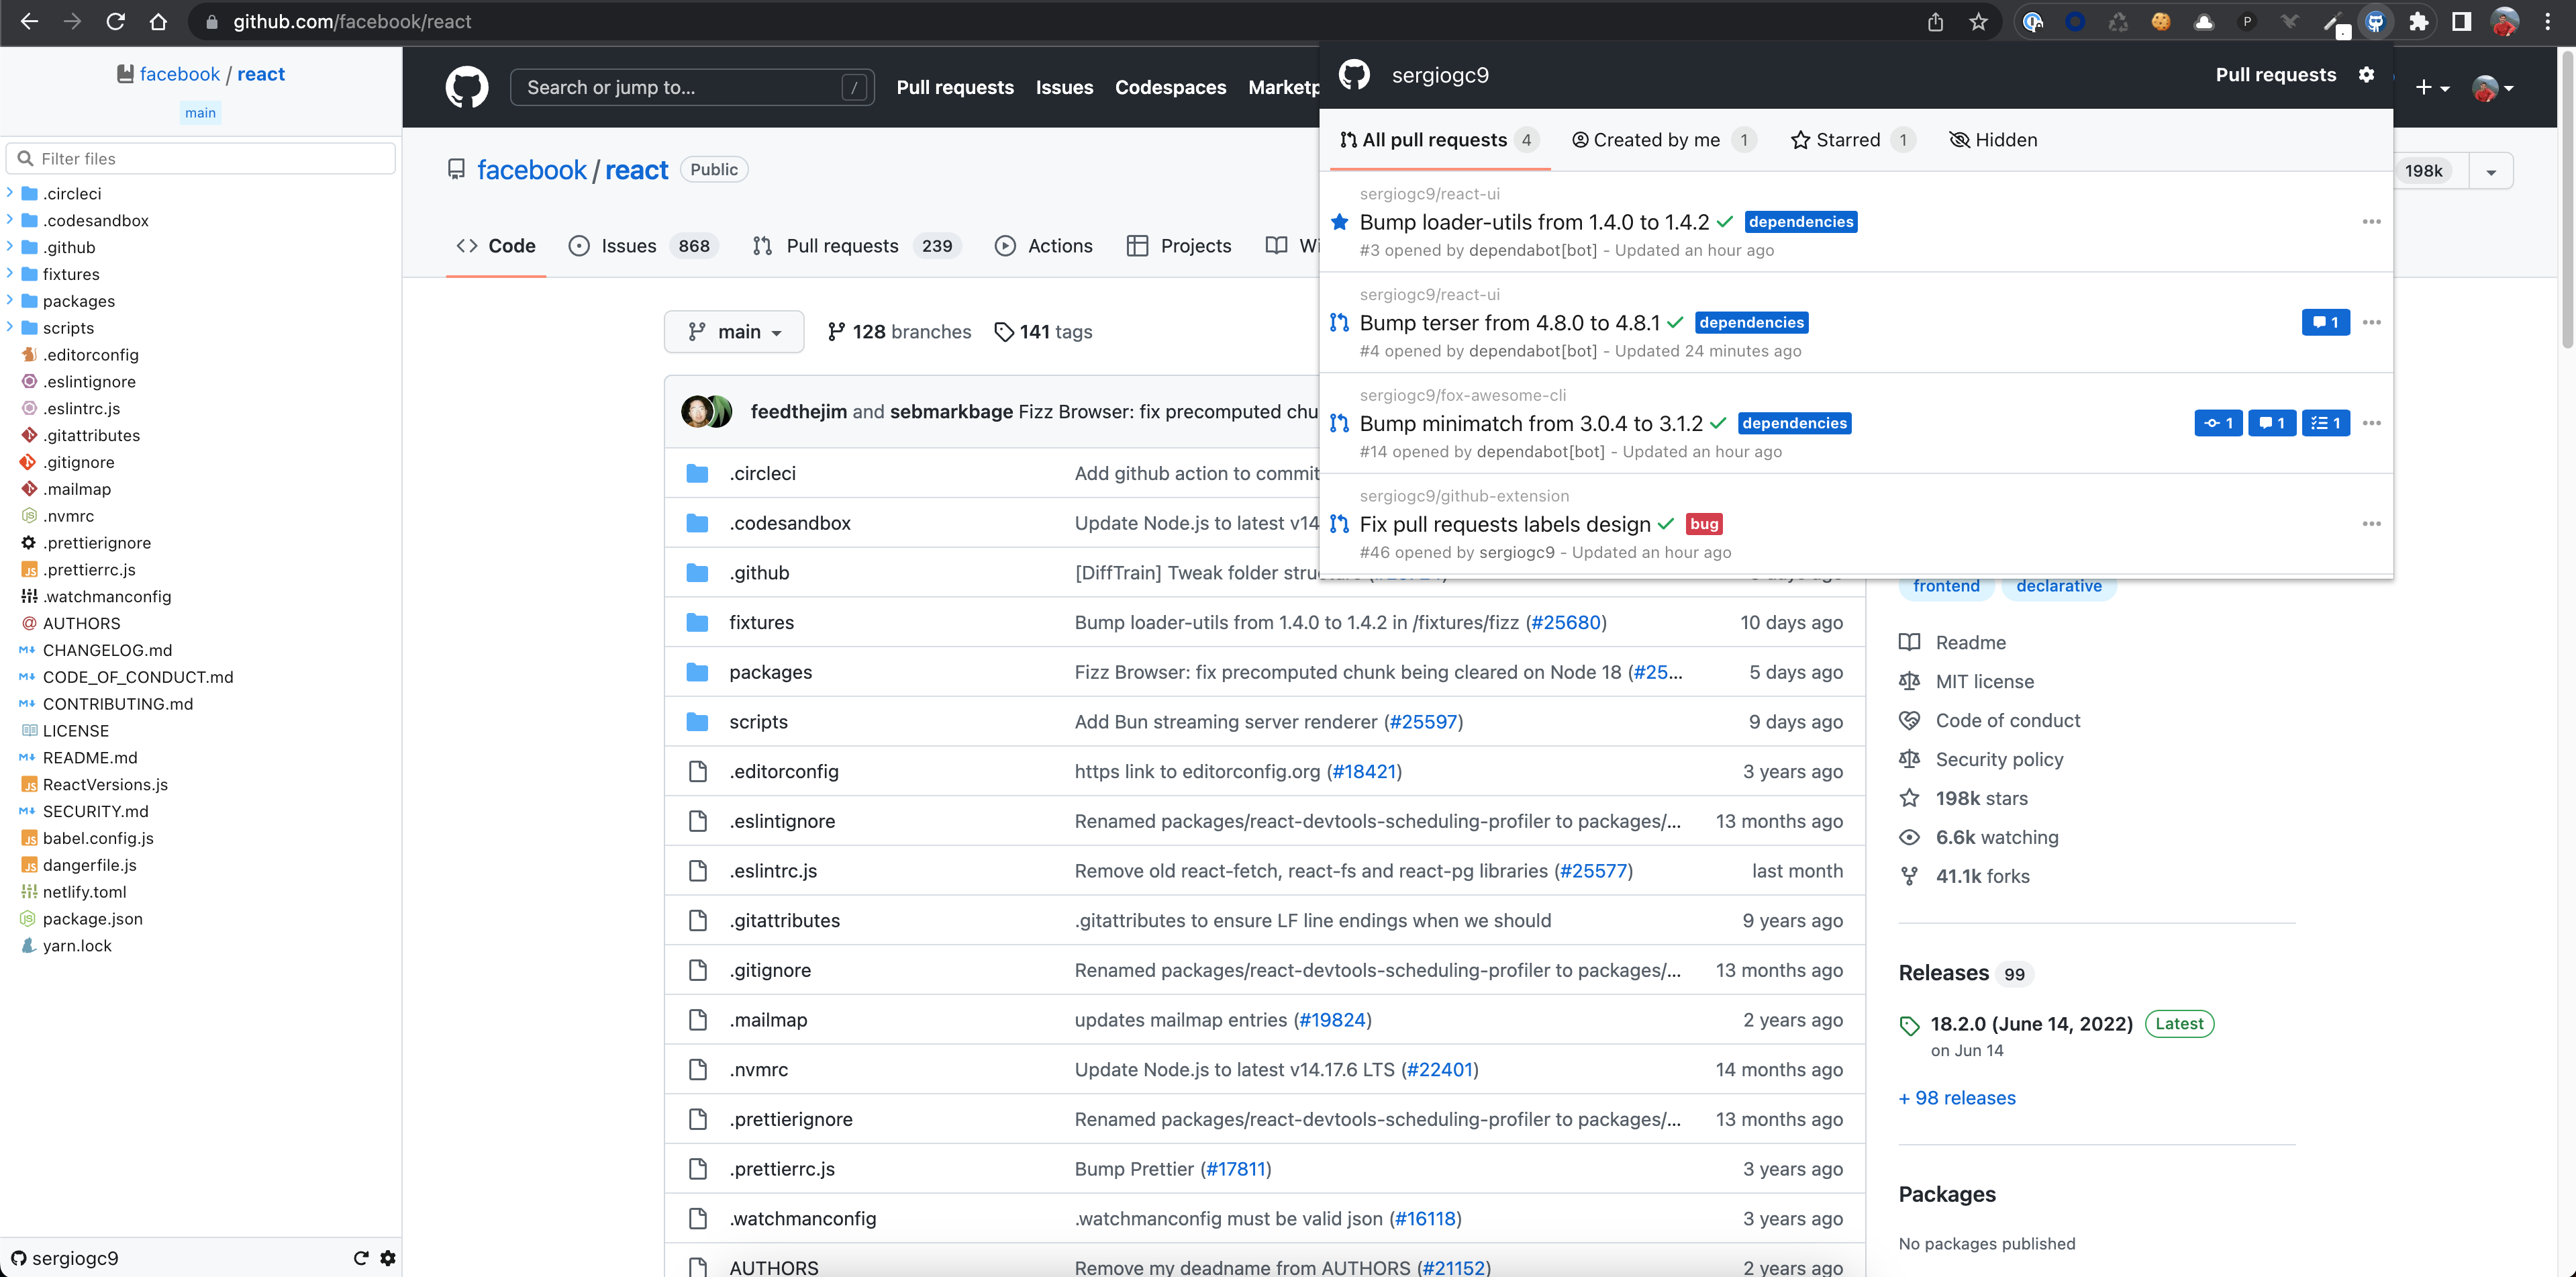 github.com/facebook/react
facebook / react
main
Filter files
.circleci
.codesandbox
.github
fixtures
packages
scripts
.editorconfig
.eslintignore
.eslintrc.js
.gitattributes
.gitignore
.mailmap
.nvmrc
.prettierignore
.prettierrc.js
.watchmanconfig
AUTHORS
CHANGELOG.md
CODE_OF_CONDUCT.md
CONTRIBUTING.md
LICENSE
README.md
ReactVersions.js
SECURITY.md
babel.config.js
dangerfile.js
netlify.toml
package.json
yarn.lock
sergiogc9
Search or jump to... /
Pull requests Issues Codespaces Marketp
facebook / react Public
Code Issues 868 Pull requests 239 Actions Projects Wi
main 128 branches 141 tags
feedthejim and sebmarkbage Fizz Browser: fix precomputed chu
.circleci Add github action to commit
.codesandbox Update Node.js to latest v14
.github [DiffTrain] Tweak folder
fixtures Bump loader-utils from 1.4.0 to 1.4.2 in /fixtures/fizz (#25680) 10 days ago
packages Fizz Browser: fix precomputed chunk being cleared on Node 18 (#25... 5 days ago
scripts Add Bun streaming server renderer (#25597) 9 days ago
.editorconfig https link to editorconfig.org (#18421) 3 years ago
.eslintignore Renamed packages/react-devtools-scheduling-profiler to packages/... 13 months ago
.eslintrc.js Remove old react-fetch, react-fs and react-pg libraries (#25577) last month
.gitattributes .gitattributes to ensure LF line endings when we should 9 years ago
.gitignore Renamed packages/react-devtools-scheduling-profiler to packages/... 13 months ago
.mailmap updates mailmap entries (#19824) 2 years ago
.nvmrc Update Node.js to latest v14.17.6 LTS (#22401) 14 months ago
.prettierignore Renamed packages/react-devtools-scheduling-profiler to packages/... 13 months ago
.prettierrc.js Bump Prettier (#17811) 3 years ago
.watchmanconfig .watchmanconfig must be valid json (#16118) 3 years ago
AUTHORS Remove my deadname from AUTHORS (#21152) 2 years ago
sergiogc9 Pull requests
All pull requests 4 Created by me 1 Starred 1 Hidden
sergiogc9/react-ui
Bump loader-utils from 1.4.0 to 1.4.2 dependencies
#3 opened by dependabot[bot] - Updated an hour ago
sergiogc9/react-ui
Bump terser from 4.8.0 to 4.8.1 dependencies 1
#4 opened by dependabot[bot] - Updated 24 minutes ago
sergiogc9/fox-awesome-cli
Bump minimatch from 3.0.4 to 3.1.2 dependencies 1 1 1
#14 opened by dependabot[bot] - Updated an hour ago
sergiogc9/github-extension
Fix pull requests labels design bug
#46 opened by sergiogc9 - Updated an hour ago
198k
frontend declarative
Readme
MIT license
Code of conduct
Security policy
198k stars
6.6k watching
41.1k forks
Releases 99
18.2.0 (June 14, 2022) Latest
on Jun 14
+ 98 releases
Packages
No packages published